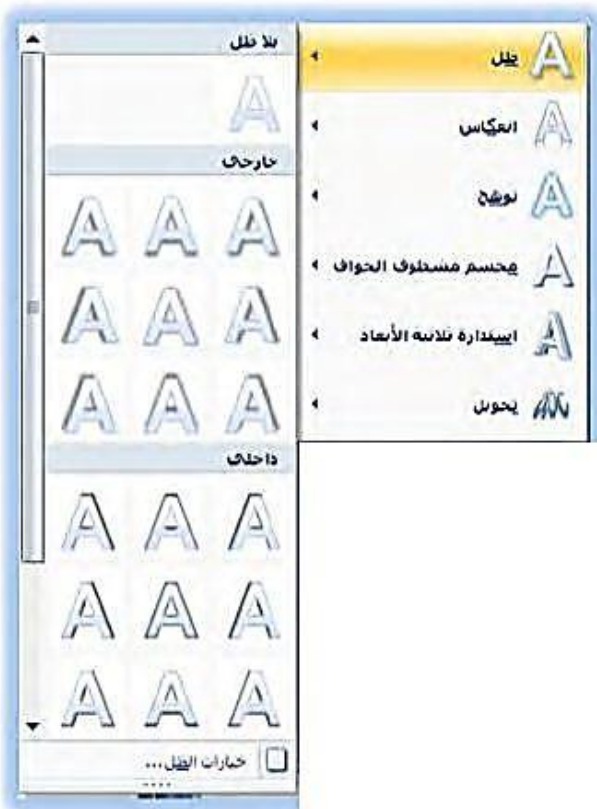 ظل
انعكاس
توهج
مجسم مشطوف الحواف
استدارة ثلاثية الأبعاد
تحويل
بلا ظل
خارجي
داخلي
خيارات الظل...